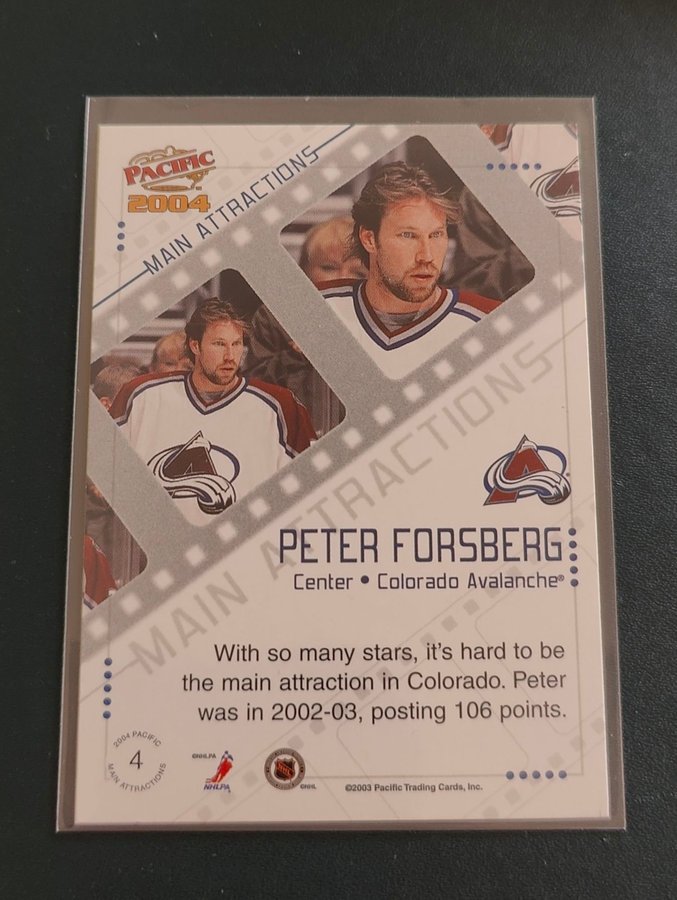 PACIFIC
2004
MAIN ATTRACTIONS
MAIN ATTRACTIONS
PETER FORSBERG
Center • Colorado Avalanche®
With so many stars, it's hard to be
the main attraction in Colorado. Peter
was in 2002-03, posting 106 points.
2004 PACIFIC
4
MAIN ATTRACTIONS
©NHLPA
NHLPA
NHL
©NHL
©2003 Pacific Trading Cards, Inc.